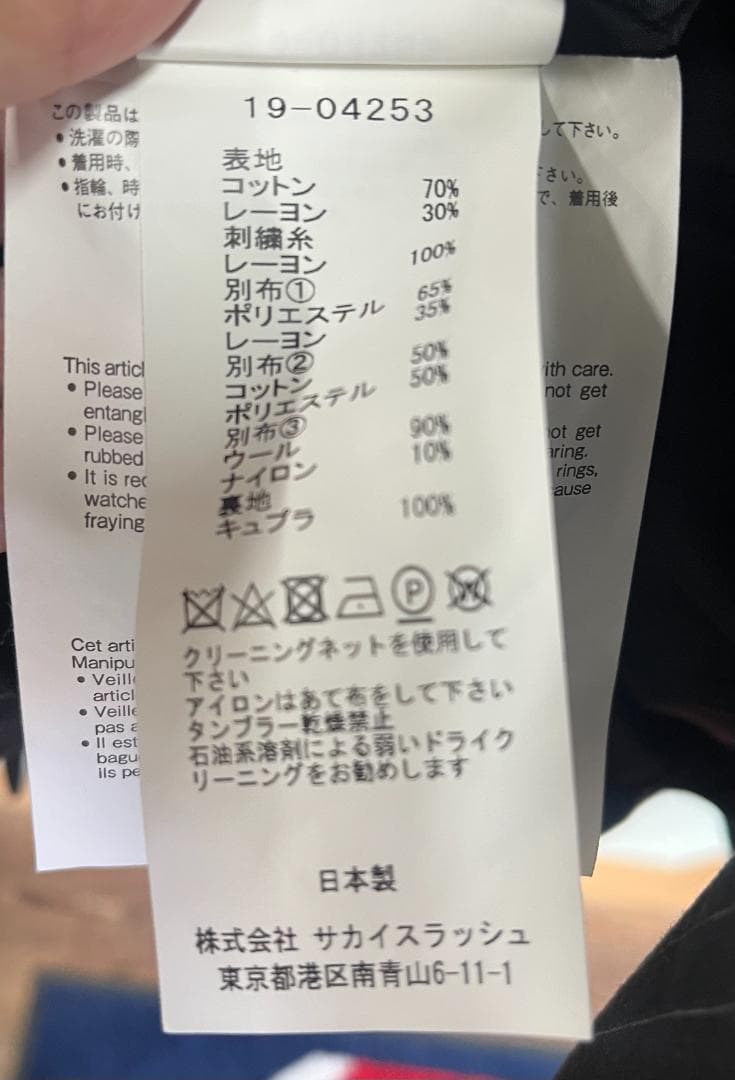 19-04253
表地
コットン 70%
レーヨン 30%
刺繍糸
レーヨン 100%
別布①
ポリエステル 65%
レーヨン 35%
別布②
コットン 50%
ポリエステル 50%
別布③
ウール 90%
ナイロン 10%
裏地
キュプラ 100%
P
W
クリーニングネットを使用して
下さい
アイロンはあて布をして下さい
タンブラー乾燥禁止
石油系溶剤による弱いドライク
リーニングをお勧めします
日本製
株式会社 サカイスラッシュ
東京都港区南青山6-11-1
この製品は
•洗濯の際
して下さい。
•着用時、
下さい。
•指輪、時
で、着用後
にお付け
This articl
ith care.
• Please
not get
entangl
• Please
not get
rubbed
aring.
• It is rec
rings,
watche
ause
fraying
Cet arti
Manipu
• Veille
articl
• Veille
pas a
• Il est
bagu
ils pe